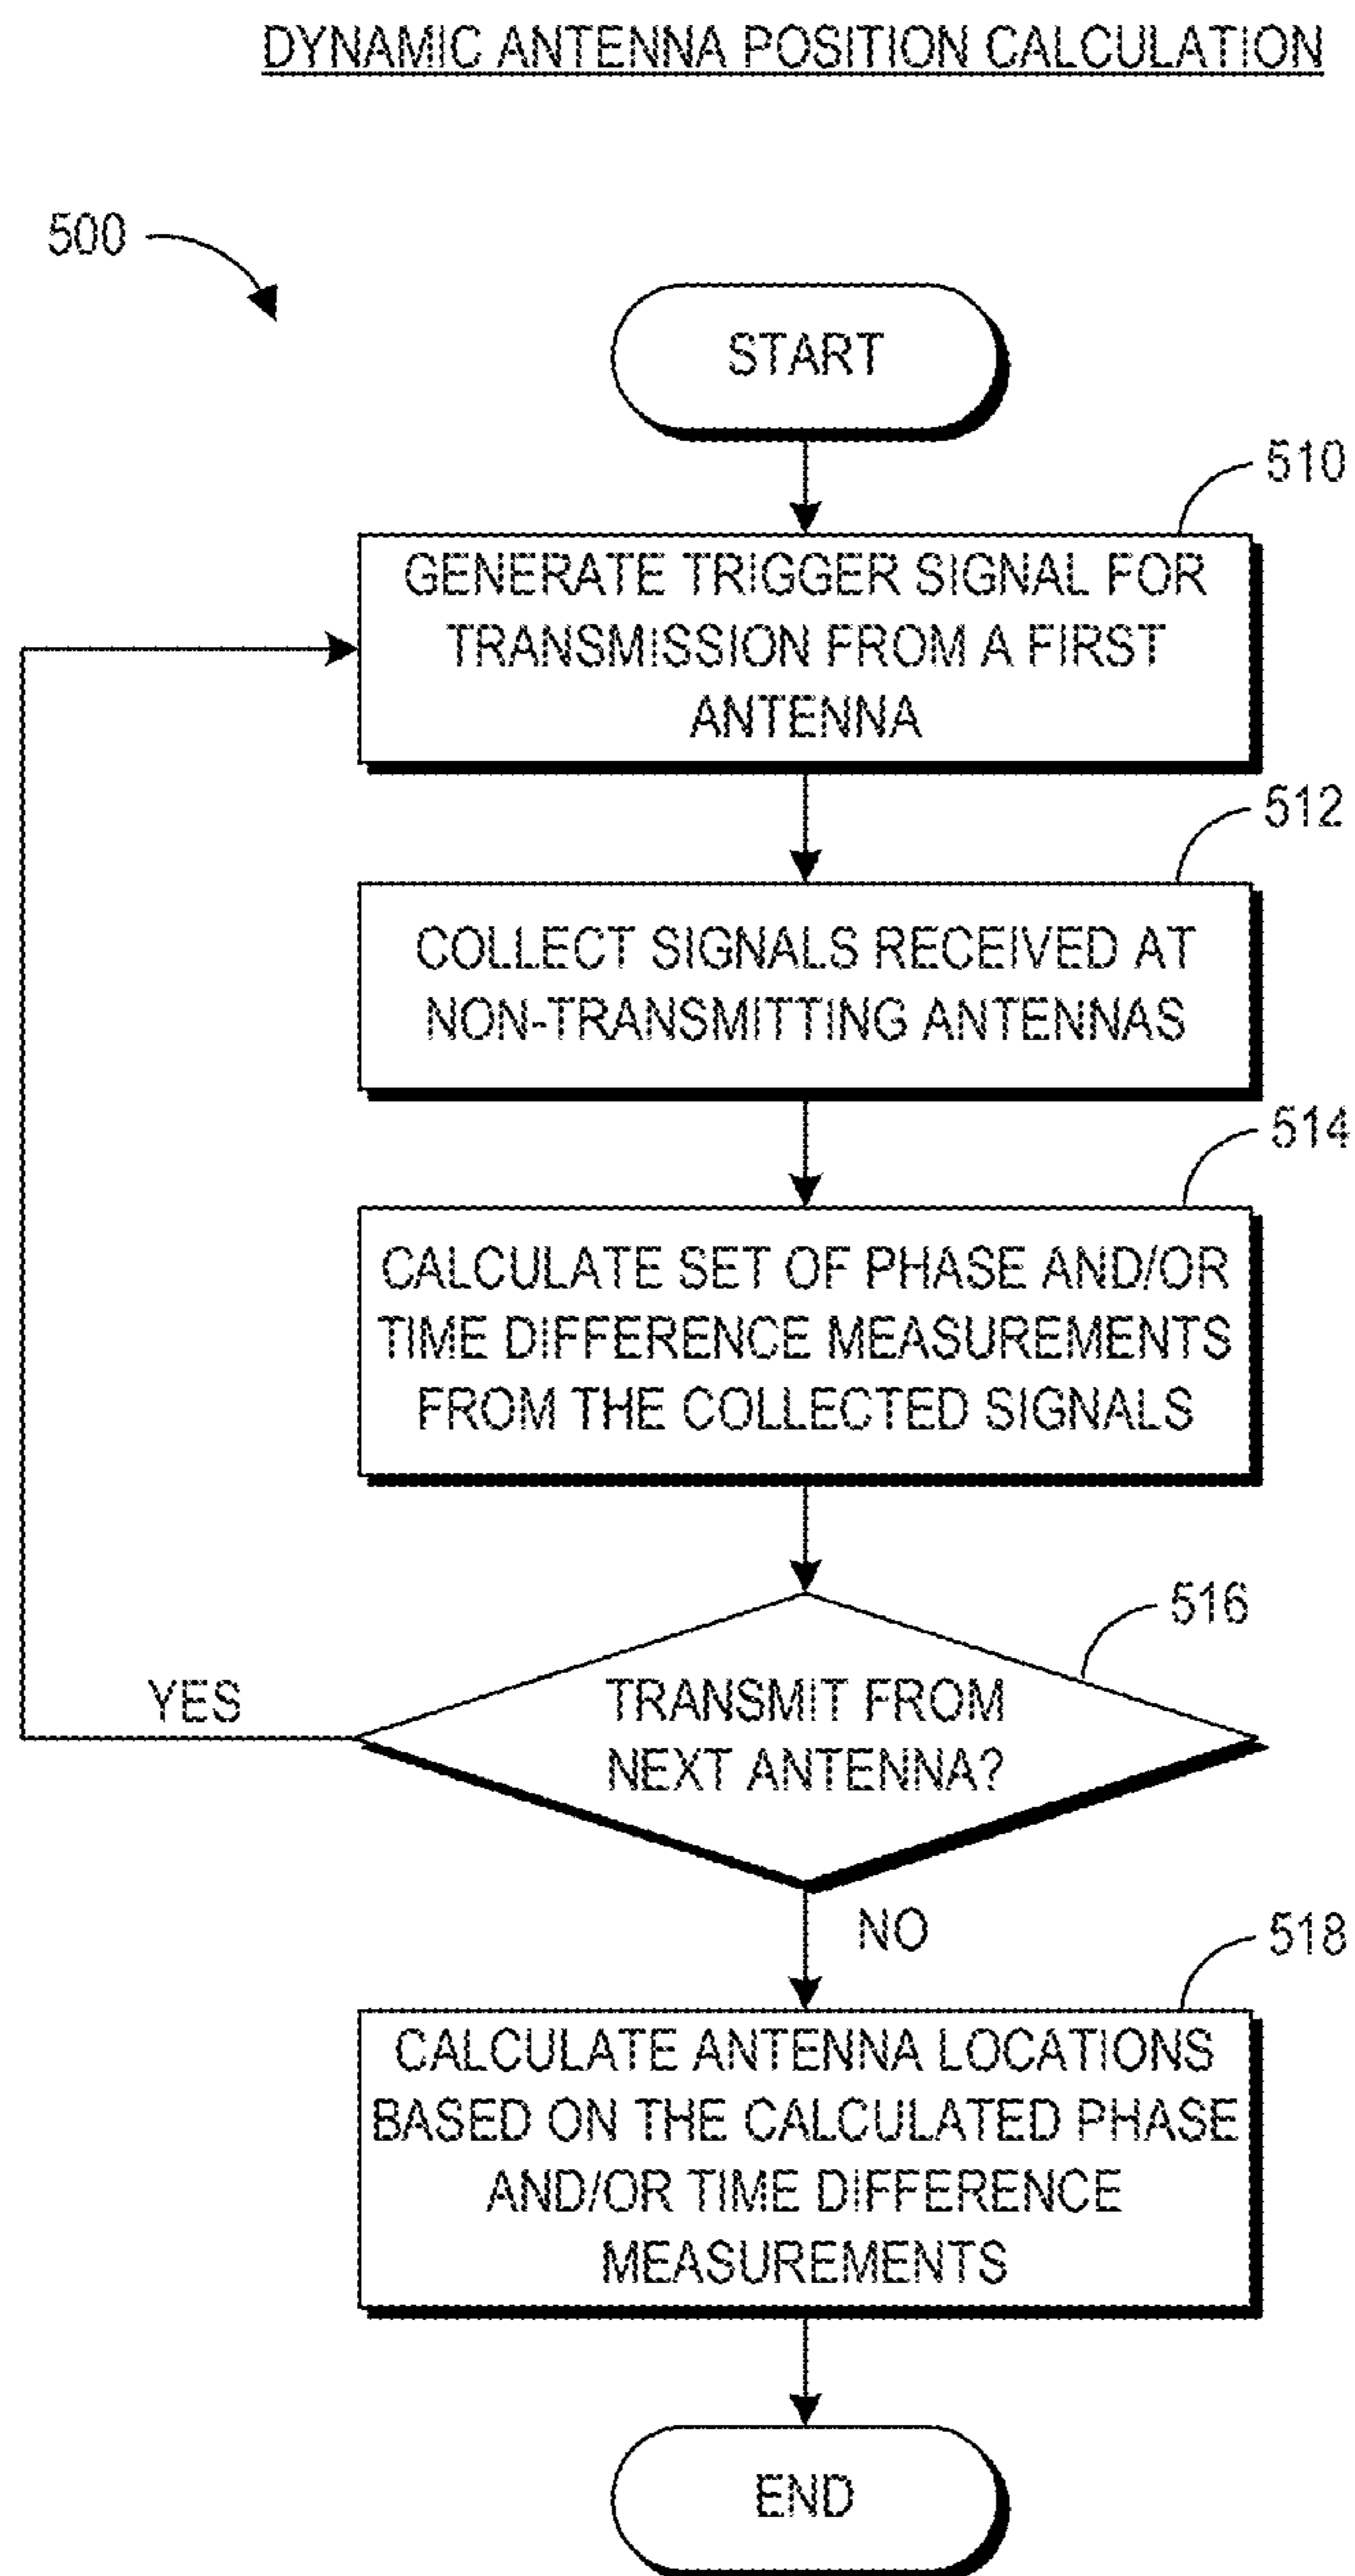 DYNAMIC ANTENNA POSITION CALCULATION
500
START
510
GENERATE TRIGGER SIGNAL FOR
TRANSMISSION FROM A FIRST
ANTENNA
512
COLLECT SIGNALS RECEIVED AT
NON-TRANSMITTING ANTENNAS
514
CALCULATE SET OF PHASE AND/OR
TIME DIFFERENCE MEASUREMENTS
FROM THE COLLECTED SIGNALS
516
TRANSMIT FROM
NEXT ANTENNA?
YES
NO
518
CALCULATE ANTENNA LOCATIONS
BASED ON THE CALCULATED PHASE
AND/OR TIME DIFFERENCE
MEASUREMENTS
END